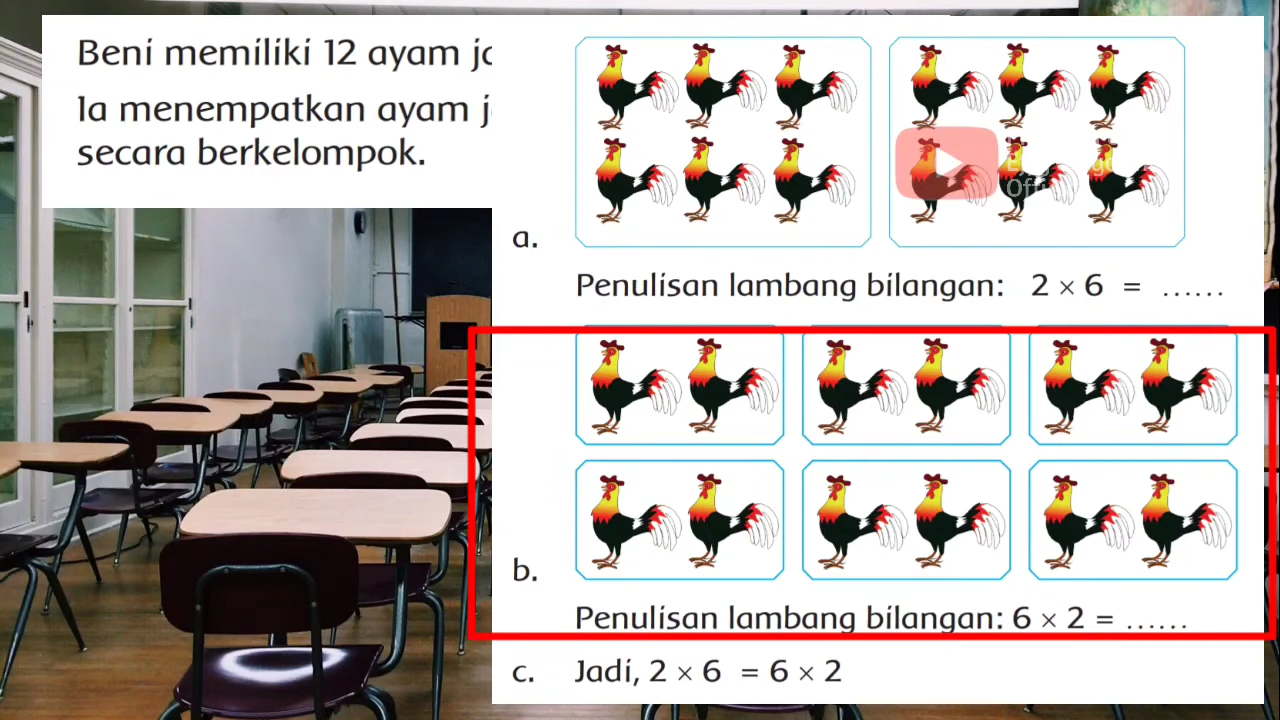 Beni memiliki 12 ayam
Ia menempatkan ayam
secara berkelompok.
a.
Penulisan lambang bilangan: 2 × 6 = ......
b.
Penulisan lambang bilangan: 6 × 2 = ......
c. Jadi, 2 × 6 = 6 × 2